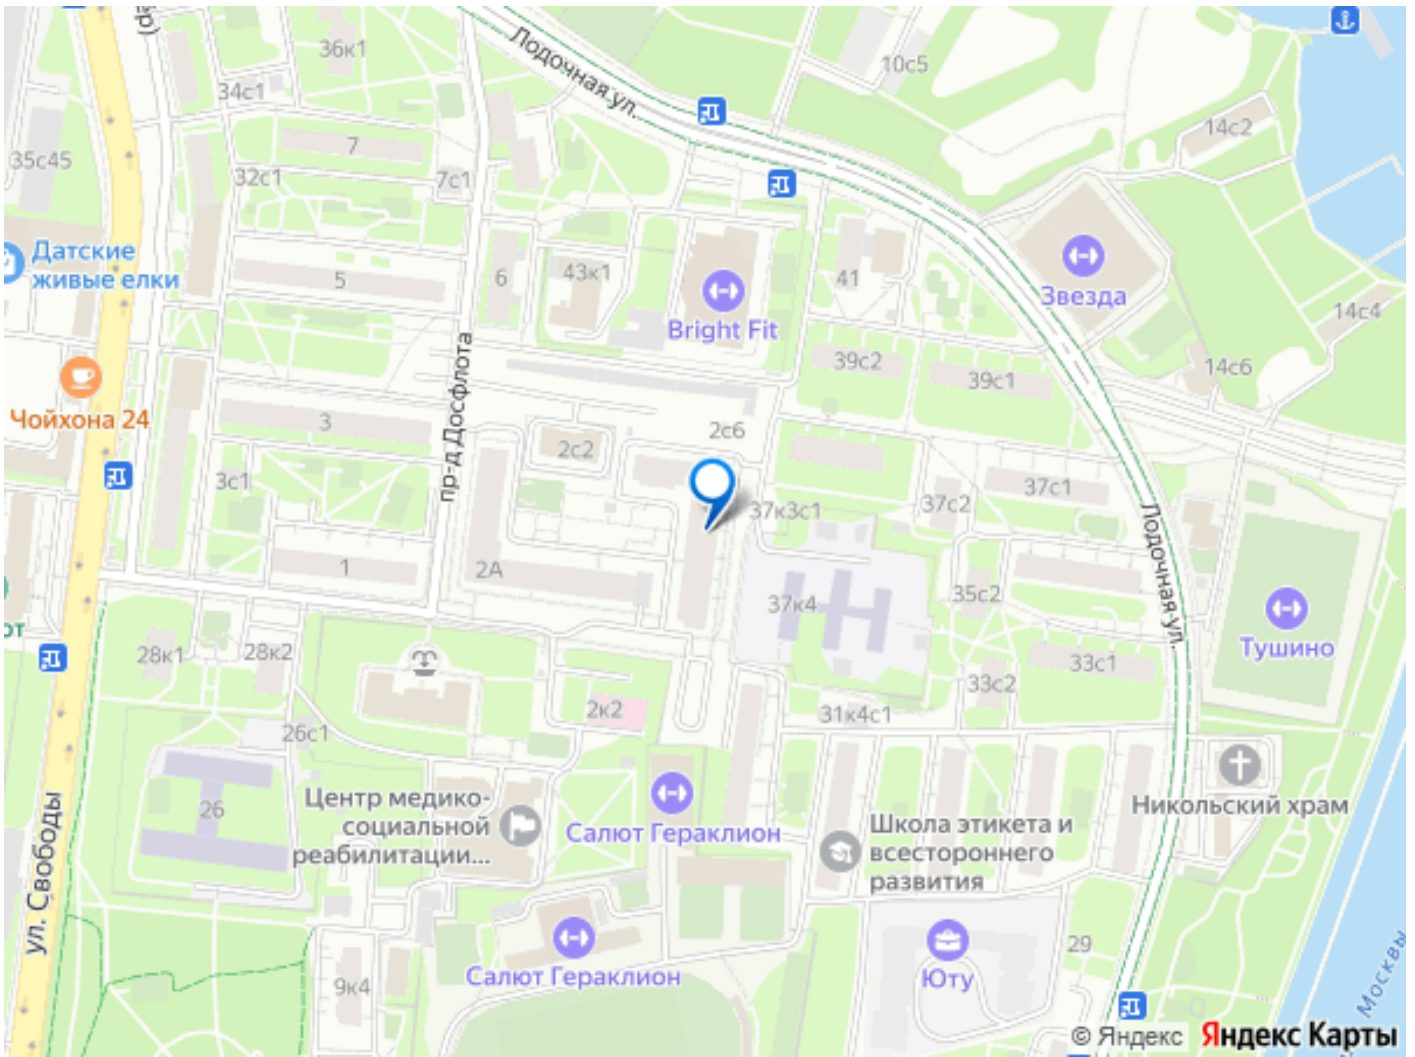 36к1
Лодочная ул.
10с5
34с1
14с2
35с45
7
32с1
7с1
Датские
живые елки
5
6
43к1
41
Звезда
Bright Fit
14с4
39с2
39с1
14с6
Чойхона 24
3
пр-д Досфлота
2с6
2с2
3с1
37с1
37с2
37к3с1
Лодочная ул.
1
2А
37к4
35с2
от
28к1
28к2
Тушино
33с1
33с2
2к2
31к4с1
26с1
ул. Свободы
26
Центр медико-
социальной
реабилитации...
Салют Гераклион
Школа этикета и
всестороннего
развития
Никольский храм
Салют Гераклион
Юту
29
9к4
Москвы
© Яндекс Яндекс Карты